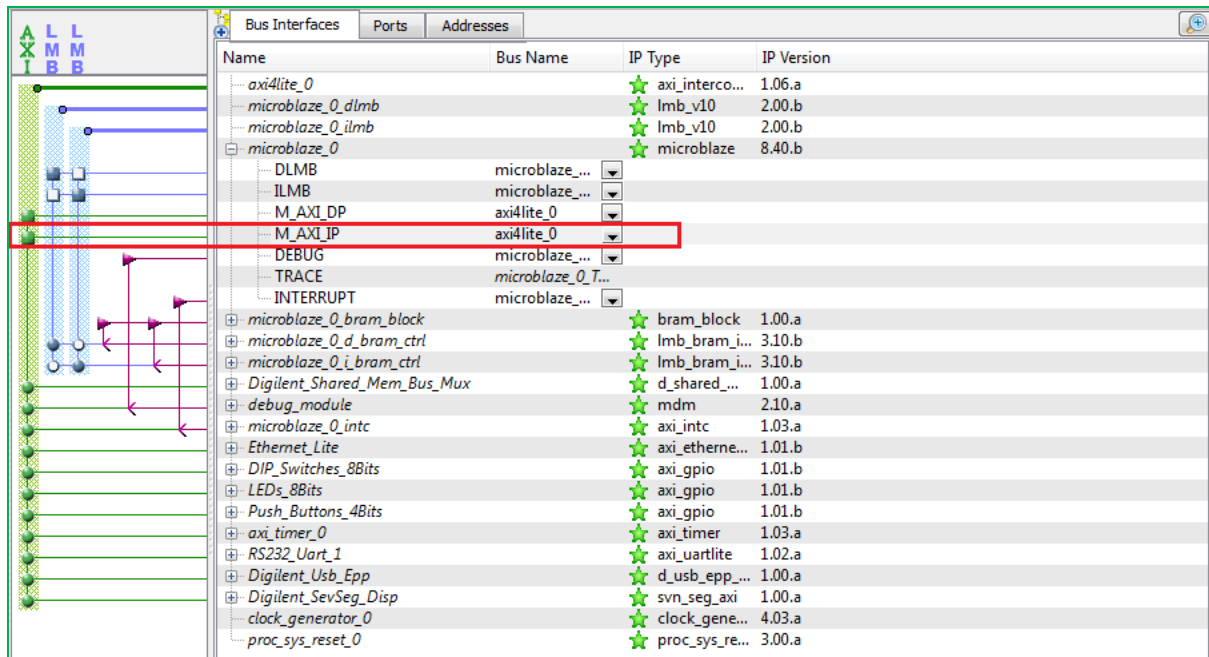 A L L
X M M
I B B
Bus Interfaces Ports Addresses
Name Bus Name IP Type IP Version
axi4lite_0 axi_interco... 1.06.a
microblaze_0_dlmb lmb_v10 2.00.b
microblaze_0_ilmb lmb_v10 2.00.b
microblaze_0 microblaze 8.40.b
DLMB microblaze_...
ILMB microblaze_...
M_AXI_DP axi4lite_0
M_AXI_IP axi4lite_0
DEBUG microblaze_...
TRACE microblaze_0_T...
INTERRUPT microblaze_...
microblaze_0_bram_block bram_block 1.00.a
microblaze_0_d_bram_ctrl lmb_bram_i... 3.10.b
microblaze_0_i_bram_ctrl lmb_bram_i... 3.10.b
Digilent_Shared_Mem_Bus_Mux d_shared_... 1.00.a
debug_module mdm 2.10.a
microblaze_0_intc axi_intc 1.03.a
Ethernet_Lite axi_etherne... 1.01.b
DIP_Switches_8Bits axi_gpio 1.01.b
LEDs_8Bits axi_gpio 1.01.b
Push_Buttons_4Bits axi_gpio 1.01.b
axi_timer_0 axi_timer 1.03.a
RS232_Uart_1 axi_uartlite 1.02.a
Digilent_Usb_Epp d_usb_epp_... 1.00.a
Digilent_SevSeg_Disp svn_seg_axi 1.00.a
clock_generator_0 clock_gene... 4.03.a
proc_sys_reset_0 proc_sys_re... 3.00.a